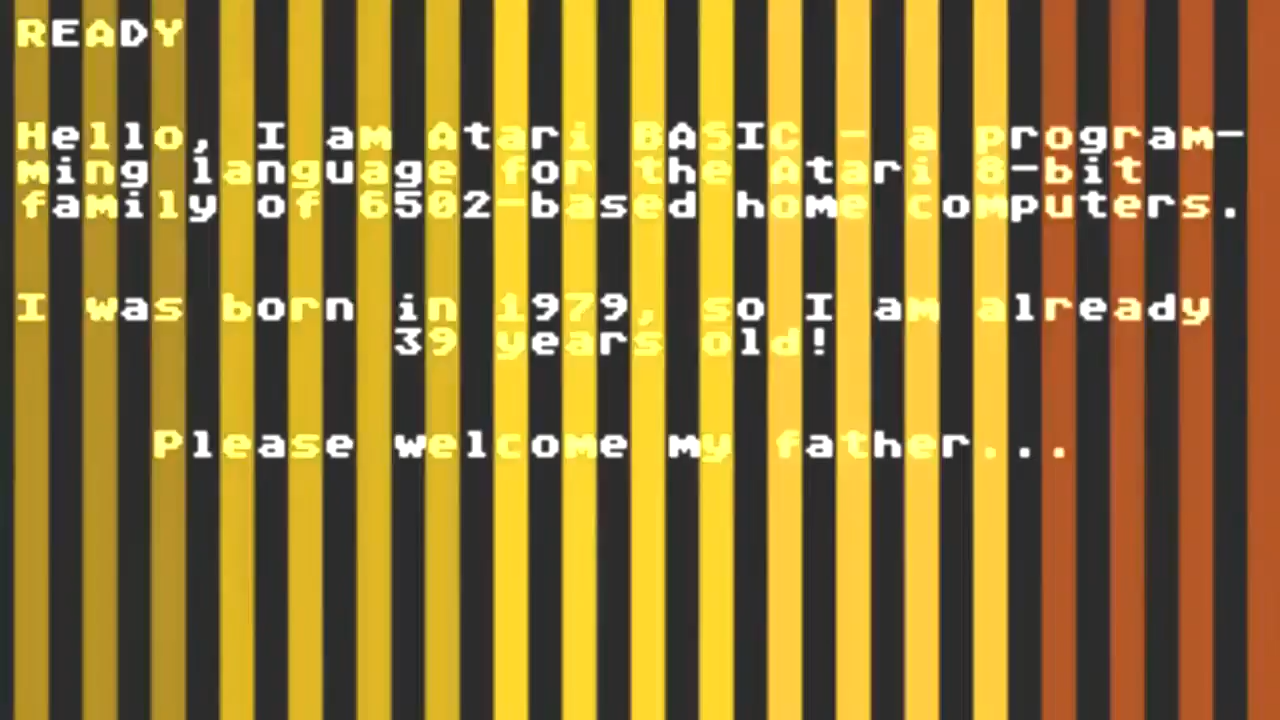 READY
Hello, I am Atari BASIC - a program-
ming language for the Atari 8-bit
family of 6502-based home computers.
I was born in 1979, so I am already
39 years old!
Please welcome my father...